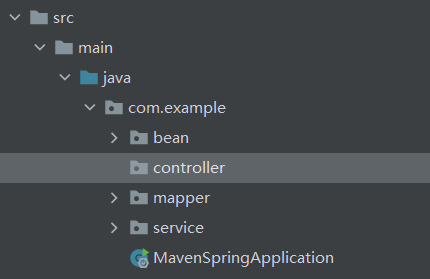 src
main
java
com.example
bean
controller
mapper
service
MavenSpringApplication